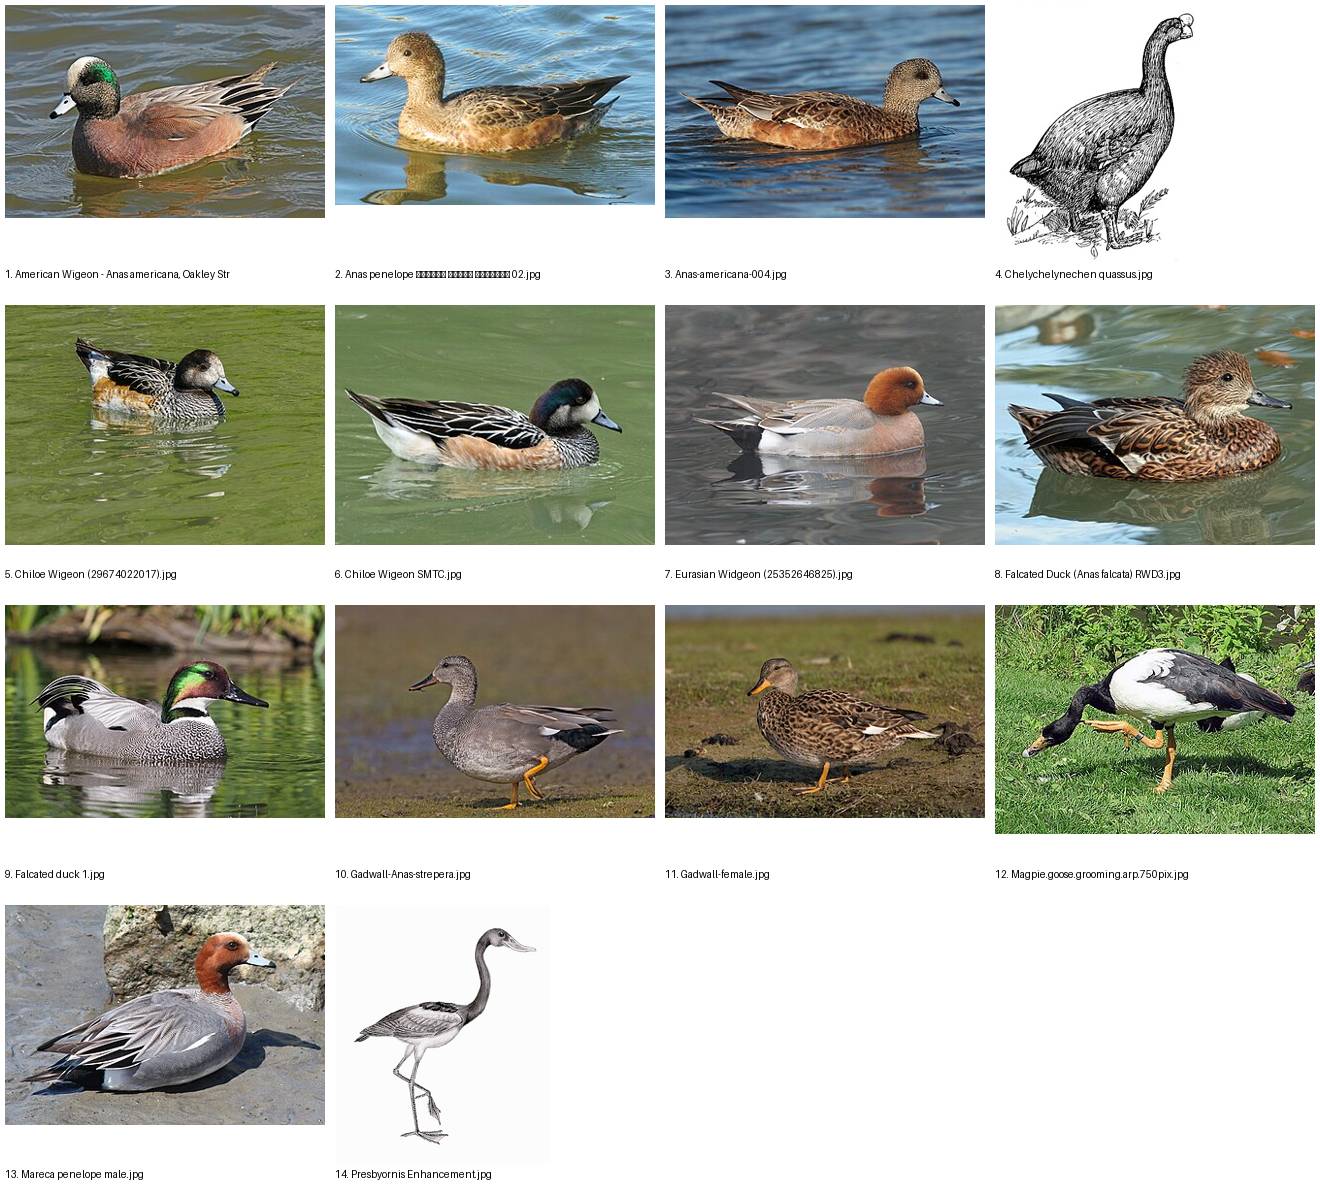 1. American Wigeon - Anas americana, Oakley Str
2. Anas penelope 02.jpg
3. Anas-americana-004.jpg
4. Chelychelynechen quassus.jpg
5. Chiloe Wigeon (29674022017).jpg
6. Chiloe Wigeon SMTC.jpg
7. Eurasian Widgeon (25352646825).jpg
8. Falcated Duck (Anas falcata) RWD3.jpg
9. Falcated duck 1.jpg
10. Gadwall-Anas-strepera.jpg
11. Gadwall-female.jpg
12. Magpie.goose.grooming.arp.750pix.jpg
13. Mareca penelope male.jpg
14. Presbyornis Enhancement.jpg